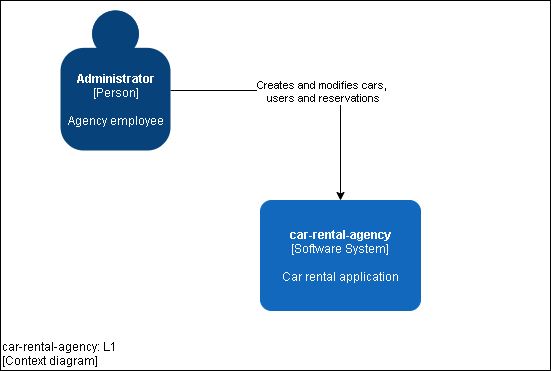 Administrator
[Person]
Agency employee
Creates and modifies cars,
users and reservations
car-rental-agency
[Software System]
Car rental application
car-rental-agency: L1
[Context diagram]